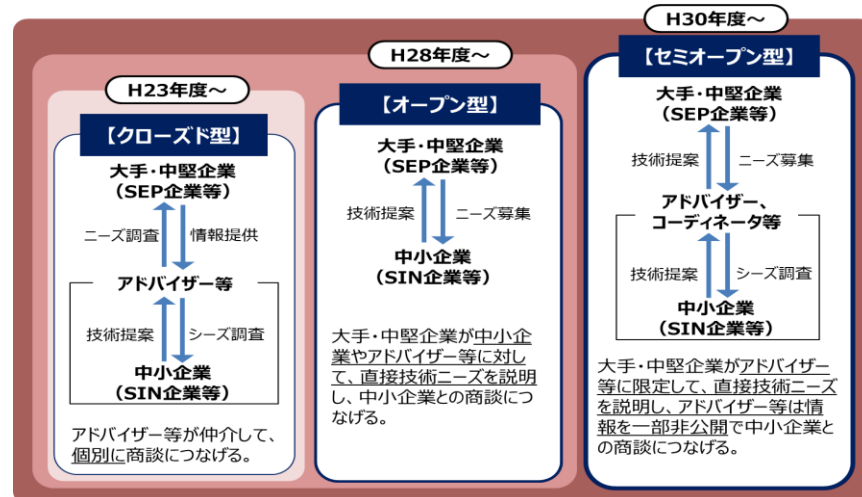 H23年度～
【クローズド型】
大手・中堅企業
（SEP企業等）
ニーズ調査
情報提供
アドバイザー等
技術提案
シーズ調査
中小企業
（SIN企業等）
アドバイザー等が仲介して、
個別に商談につなげる。
H28年度～
【オープン型】
大手・中堅企業
（SEP企業等）
技術提案
ニーズ募集
中小企業
（SIN企業等）
大手・中堅企業が中小企
業やアドバイザー等に対し
て、直接技術ニーズを説明
し、中小企業との商談につ
なげる。
H30年度～
【セミオープン型】
大手・中堅企業
（SEP企業等）
技術提案
ニーズ募集
アドバイザー、
コーディネータ等
技術提案
シーズ調査
中小企業
（SIN企業等）
大手・中堅企業がアドバイザー
等に限定して、直接技術ニーズ
を説明し、アドバイザー等は情
報を一部非公開で中小企業と
の商談につなげる。